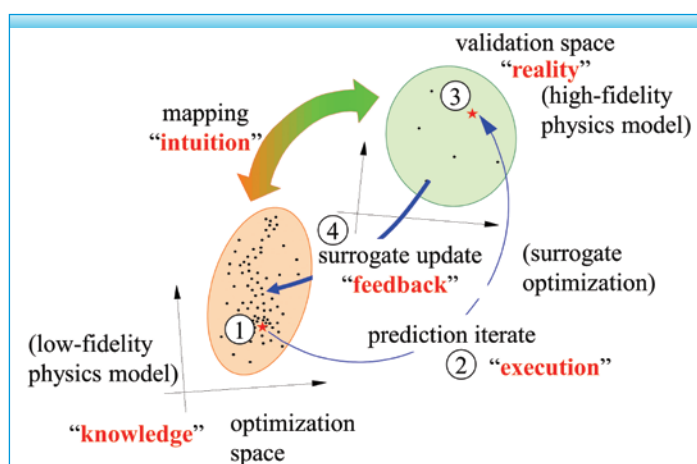 validation space
“reality”
③
(high-fidelity
physics model)
mapping
“intuition”
④
surrogate update
“feedback”
(surrogate
optimization)
①
prediction iterate
② “execution”
(low-fidelity
physics model)
“knowledge”
optimization
space